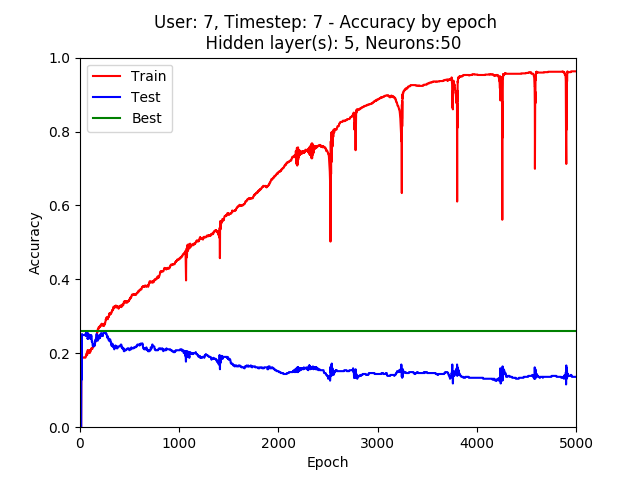 User: 7, Timestep: 7 - Accuracy by epoch
Hidden layer(s): 5, Neurons:50
1.0
0.8
0.6
0.4
0.2
0.0
Accuracy
Train
Test
Best
0 1000 2000 3000 4000 5000
Epoch